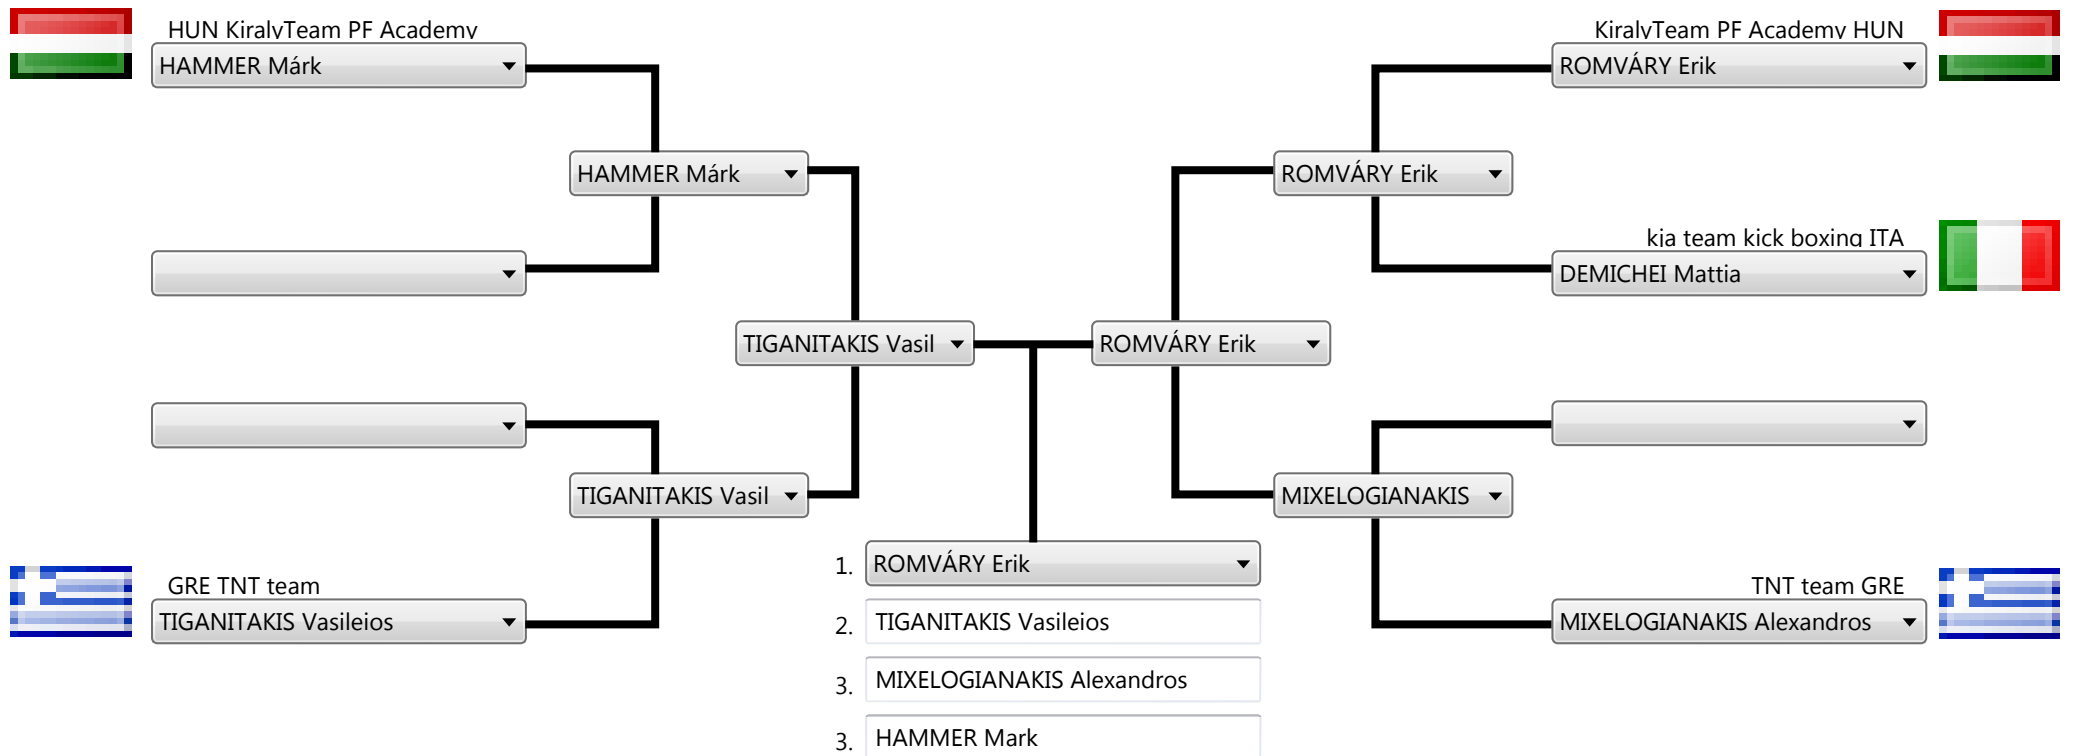 HUN KiralyTeam PF Academy
KiralyTeam PF Academy HUN
HAMMER Márk
ROMVÁRY Erik
HAMMER Márk
ROMVÁRY Erik
kja team kick boxing ITA
DEMICHEI Mattia
TIGANITAKIS Vasil
ROMVÁRY Erik
TIGANITAKIS Vasil
MIXELOGIANAKIS
1. ROMVÁRY Erik
GRE TNT team
TNT team GRE
TIGANITAKIS Vasileios
2. TIGANITAKIS Vasileios
MIXELOGIANAKIS Alexandros
3. MIXELOGIANAKIS Alexandros
3. HAMMER Mark